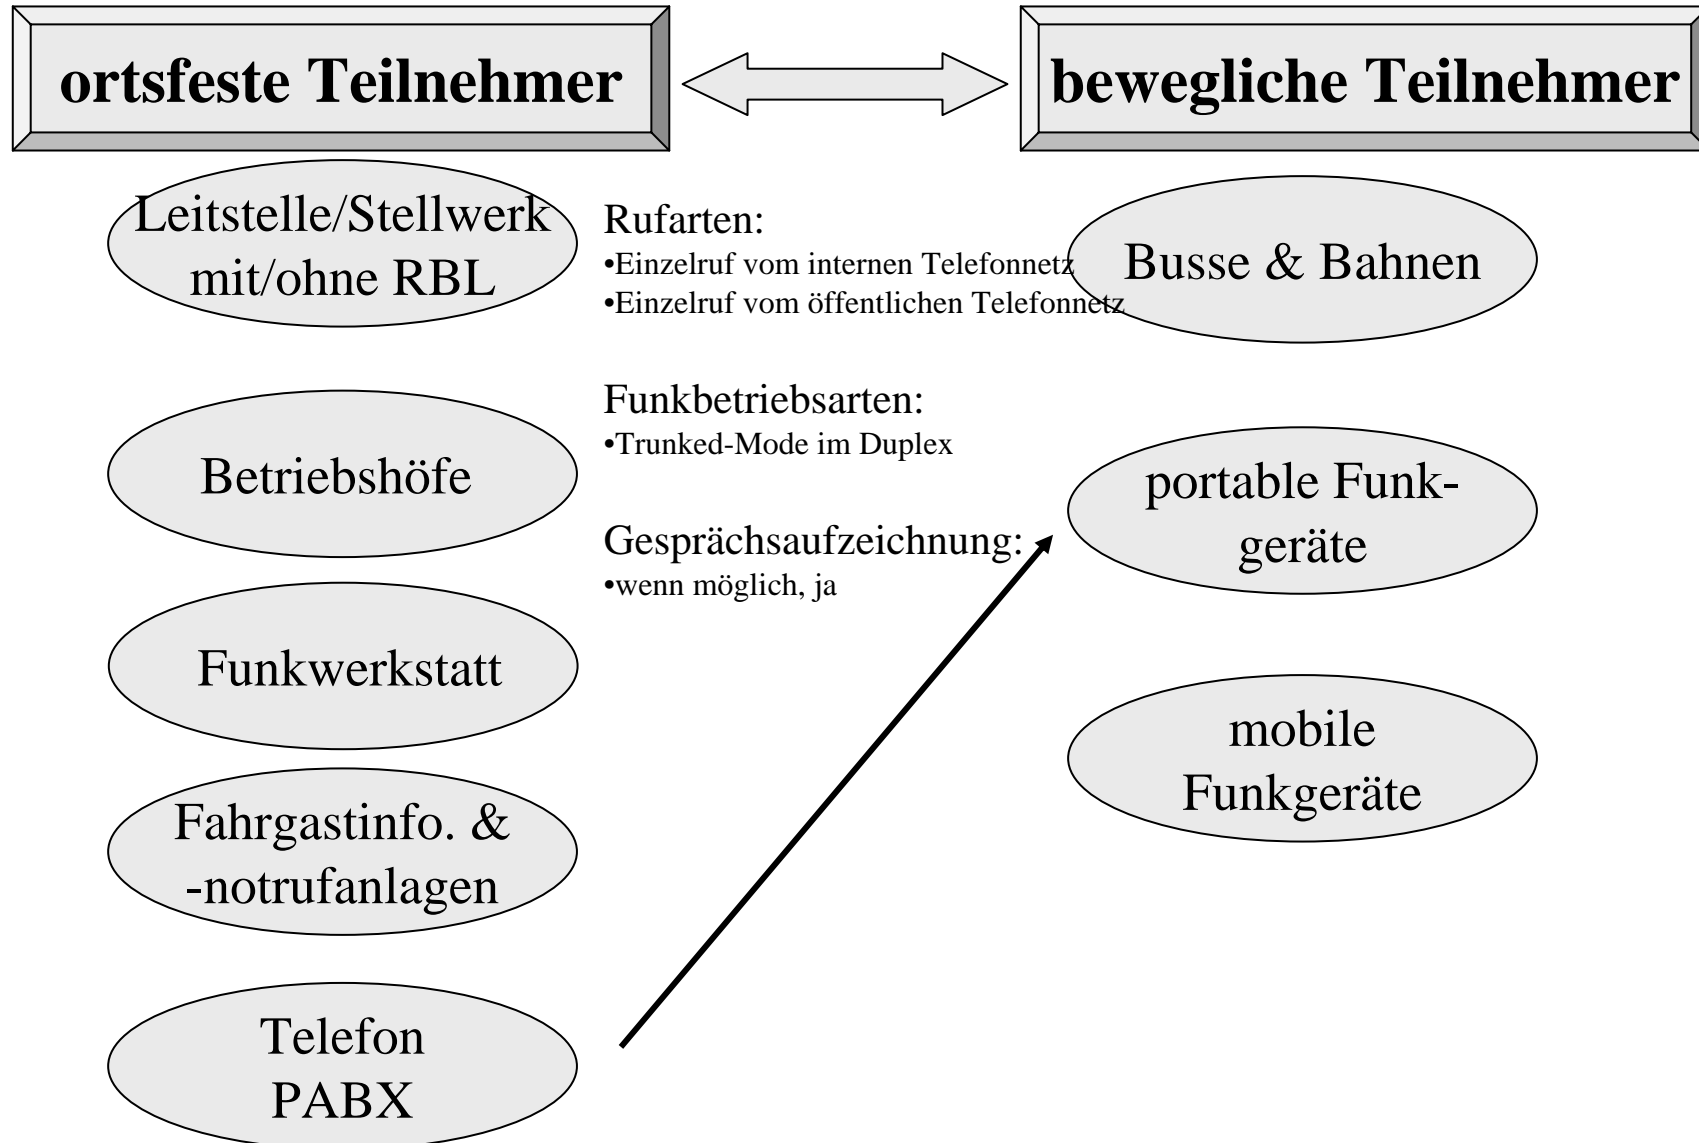 ortsfeste Teilnehmer
bewegliche Teilnehmer
Leitstelle/Stellwerk
mit/ohne RBL
Betriebshöfe
Funkwerkstatt
Fahrgastinfo. &
-notrufanlagen
Telefon
PABX
Rufarten:
•Einzelruf vom internen Telefonnetz
•Einzelruf vom öffentlichen Telefonnetz
Funkbetriebsarten:
•Trunked-Mode im Duplex
Gesprächsaufzeichnung:
•wenn möglich, ja
Busse & Bahnen
portable Funk-
geräte
mobile
Funkgeräte